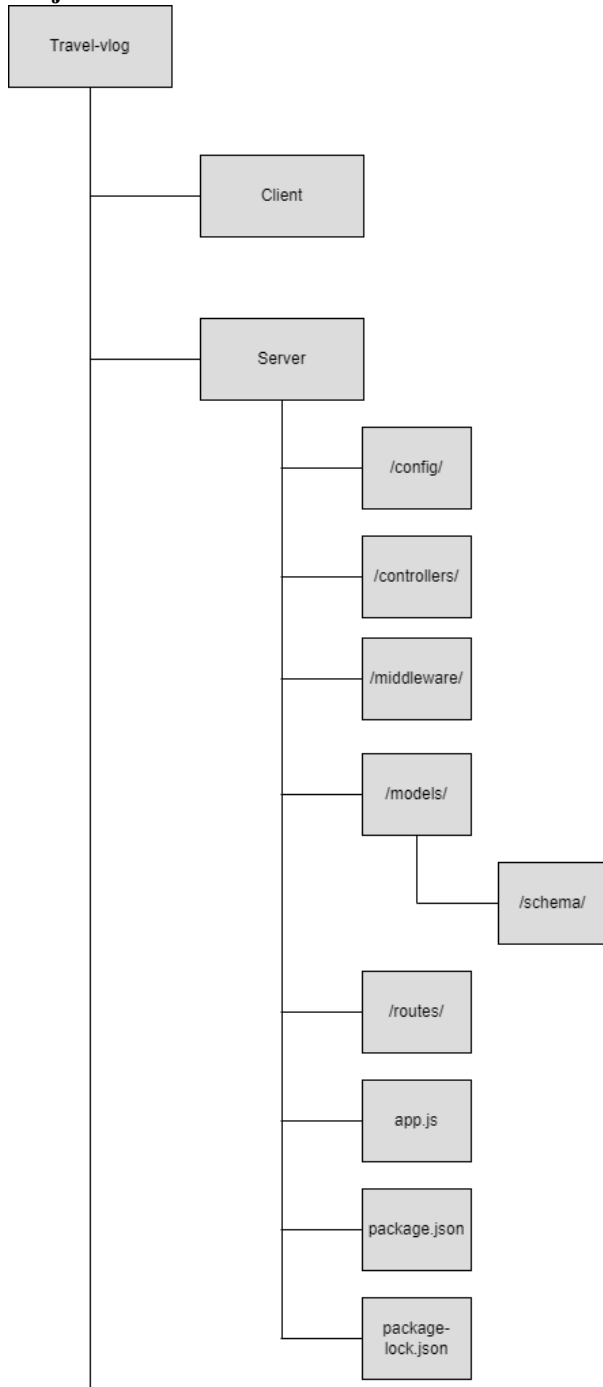 Travel-vlog
Client
Server
/config/
/controllers/
/middleware/
/models/
/schema/
/routes/
app.js
package.json
package-
lock.json